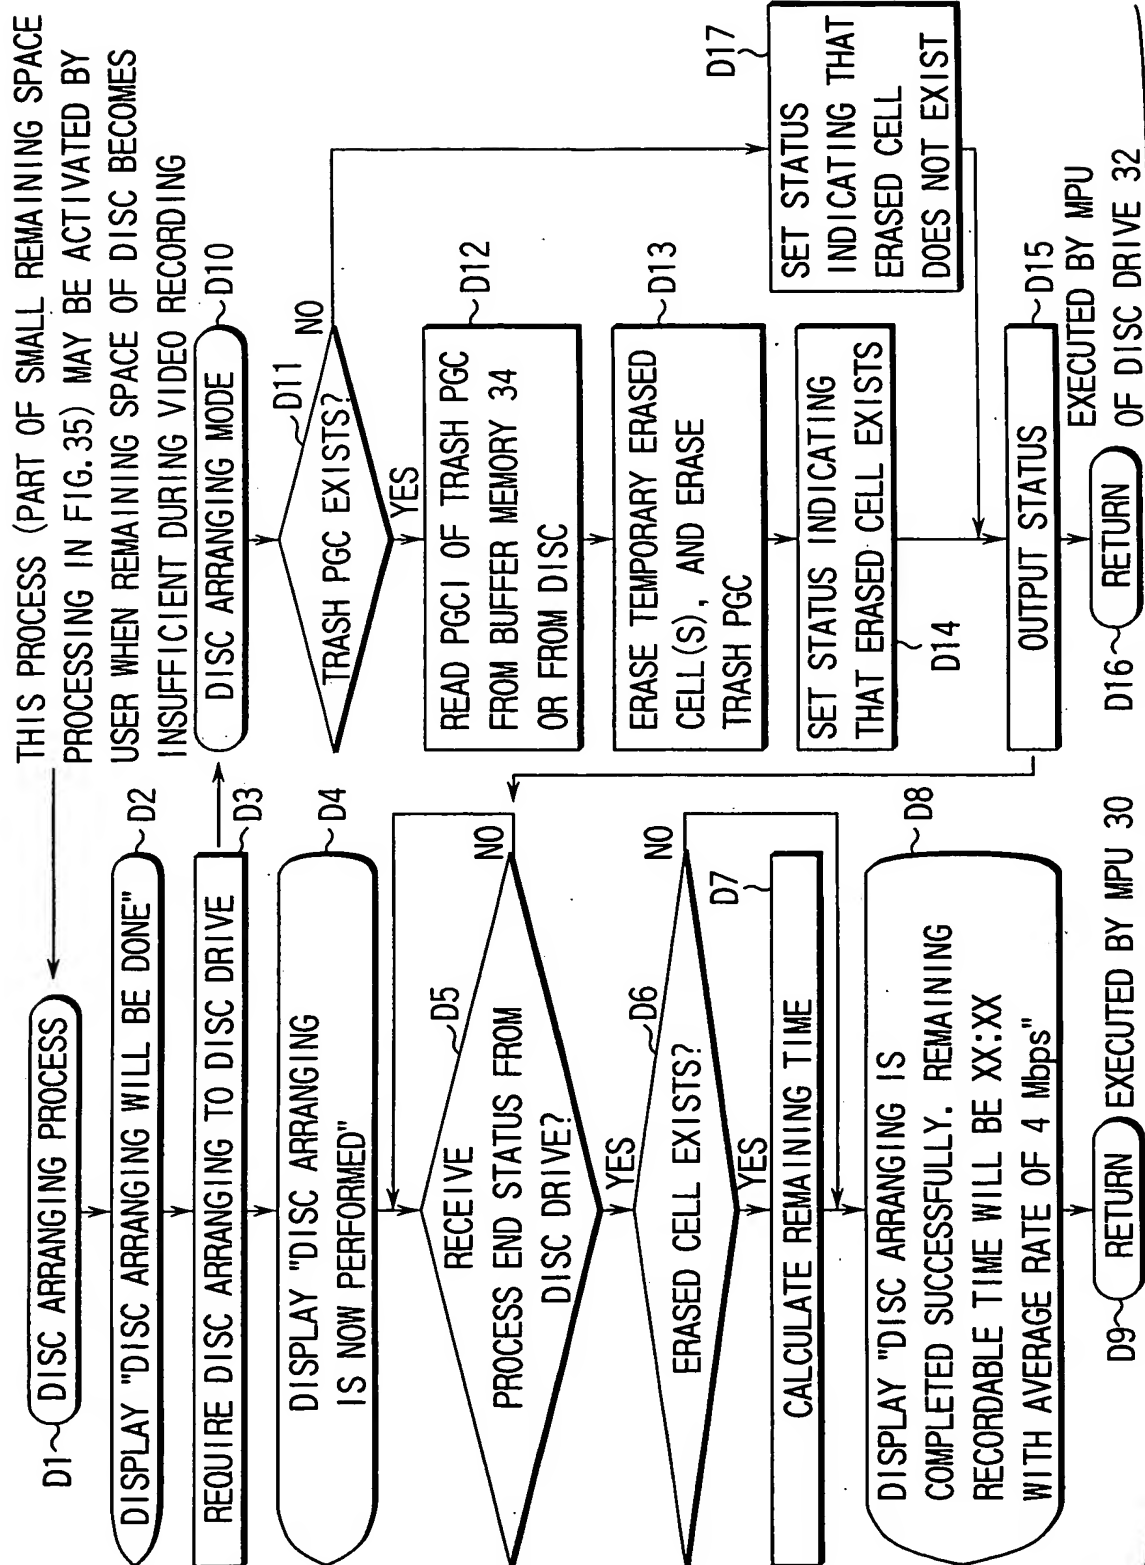 THIS PROCESS (PART OF SMALL REMAINING SPACE
PROCESSING IN FIG.35) MAY BE ACTIVATED BY
USER WHEN REMAINING SPACE OF DISC BECOMES
INSUFFICIENT DURING VIDEO RECORDING
D1
DISC ARRANGING PROCESS
D2
DISPLAY "DISC ARRANGING WILL BE DONE"
D3
REQUIRE DISC ARRANGING TO DISC DRIVE
D4
DISPLAY "DISC ARRANGING
IS NOW PERFORMED"
D5
RECEIVE
PROCESS END STATUS FROM
DISC DRIVE?
NO
YES
D6
ERASED CELL EXISTS?
NO
YES
D7
CALCULATE REMAINING TIME
D8
DISPLAY "DISC ARRANGING IS
COMPLETED SUCCESSFULLY. REMAINING
RECORDABLE TIME WILL BE XX:XX
WITH AVERAGE RATE OF 4 Mbps"
D9
RETURN
EXECUTED BY MPU 30
D10
DISC ARRANGING MODE
D11
TRASH PGC EXISTS?
NO
YES
D12
READ PGCI OF TRASH PGC
FROM BUFFER MEMORY 34
OR FROM DISC
D13
ERASE TEMPORARY ERASED
CELL(S), AND ERASE
TRASH PGC
SET STATUS INDICATING
THAT ERASED CELL EXISTS
D14
D17
SET STATUS
INDICATING THAT
ERASED CELL
DOES NOT EXIST
D15
OUTPUT STATUS
D16
RETURN
EXECUTED BY MPU
OF DISC DRIVE 32